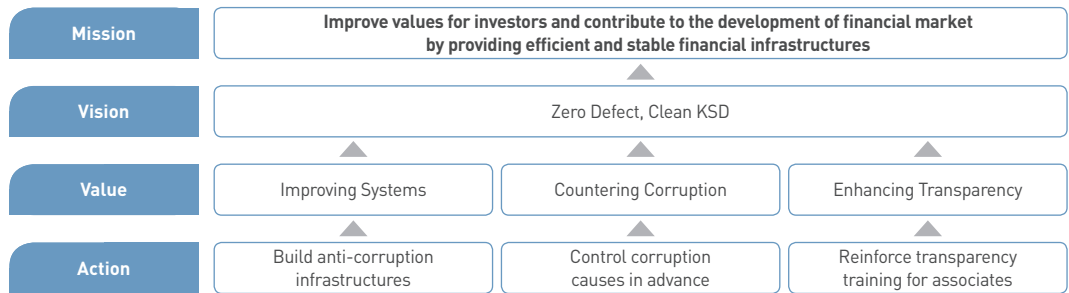 Mission
Improve values for investors and contribute to the development of financial market
by providing efficient and stable financial infrastructures
Vision
Zero Defect, Clean KSD
Value
Improving Systems
Countering Corruption
Enhancing Transparency
Action
Build anti-corruption
infrastructures
Control corruption
causes in advance
Reinforce transparency
training for associates